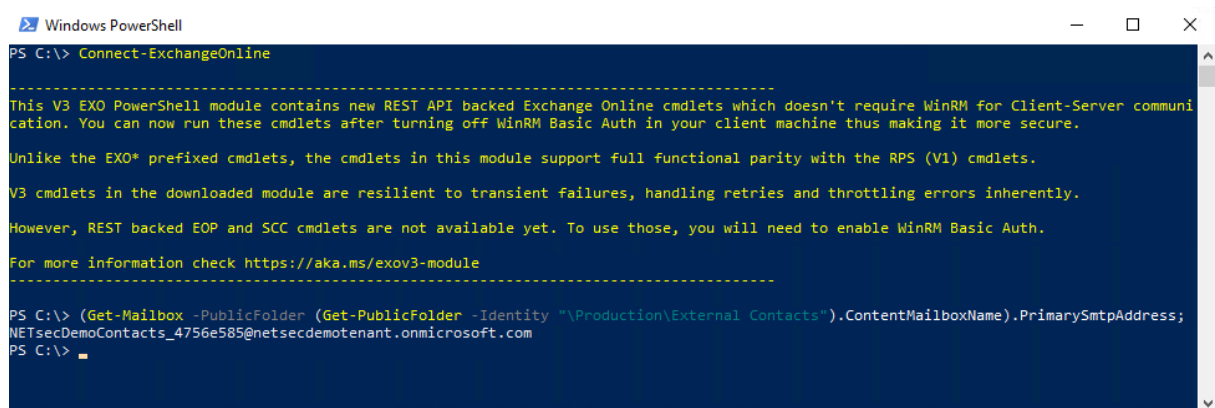 Windows PowerShell
PS C:\> Connect-ExchangeOnline
----------------------------------------------------------------------------------------
This V3 EXO PowerShell module contains new REST API backed Exchange Online cmdlets which doesn't require WinRM for Client-Server communi
cation. You can now run these cmdlets after turning off WinRM Basic Auth in your client machine thus making it more secure.
Unlike the EXO* prefixed cmdlets, the cmdlets in this module support full functional parity with the RPS (V1) cmdlets.
V3 cmdlets in the downloaded module are resilient to transient failures, handling retries and throttling errors inherently.
However, REST backed EOP and SCC cmdlets are not available yet. To use those, you will need to enable WinRM Basic Auth.
For more information check https://aka.ms/exov3-module
----------------------------------------------------------------------------------------
PS C:\> (Get-Mailbox -PublicFolder (Get-PublicFolder -Identity "\Production\External Contacts").ContentMailboxName).PrimarySmtpAddress;
NETsecDemoContacts_4756e585@netsecdemotenant.onmicrosoft.com
PS C:\>